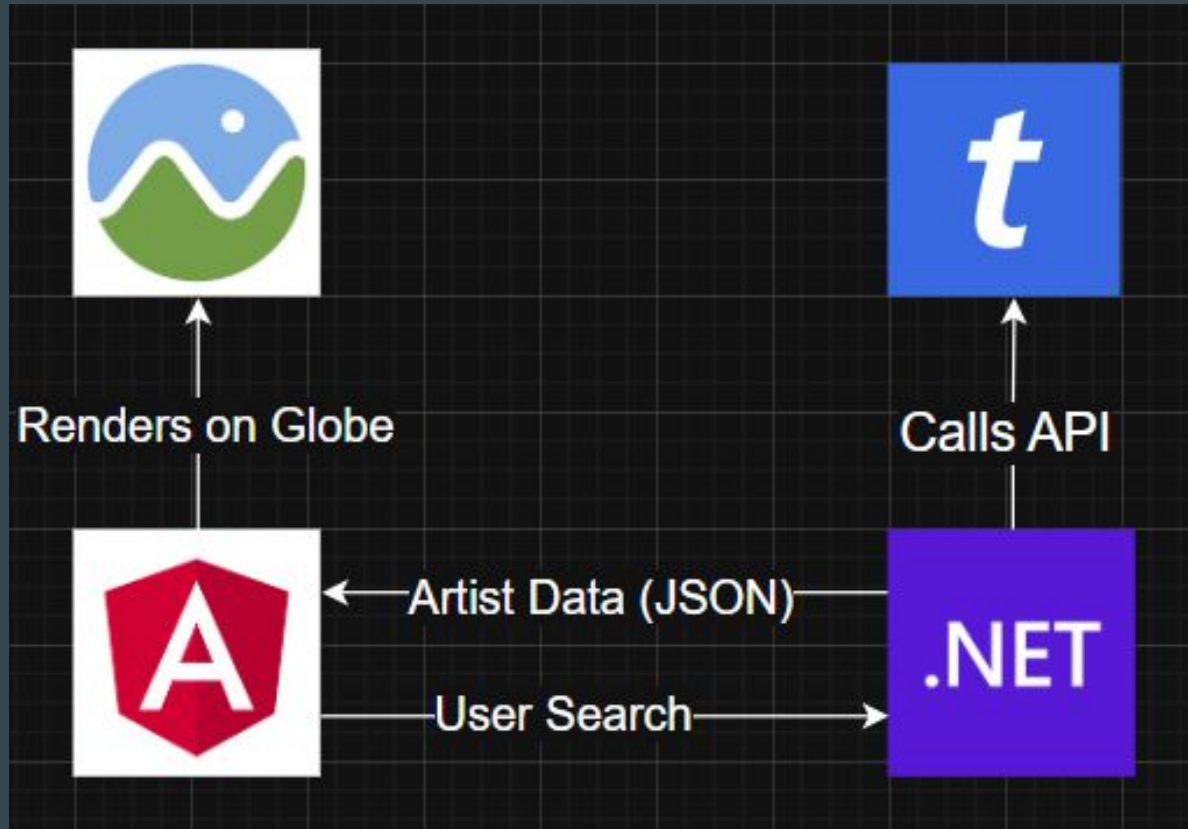 t
Renders on Globe
Calls API
A
Artist Data (JSON)
.NET
User Search